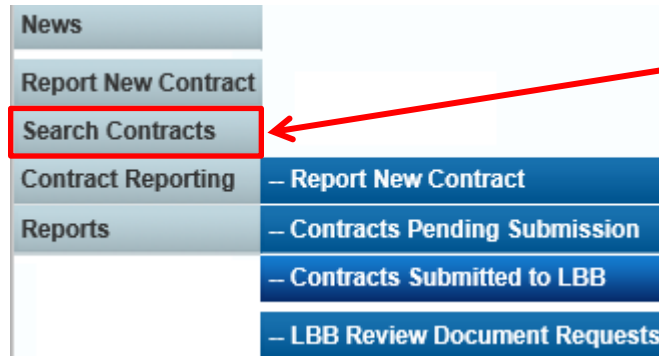 News
Report New Contract
Search Contracts
Contract Reporting
Reports
-- Report New Contract
-- Contracts Pending Submission
-- Contracts Submitted to LBB
-- LBB Review Document Requests